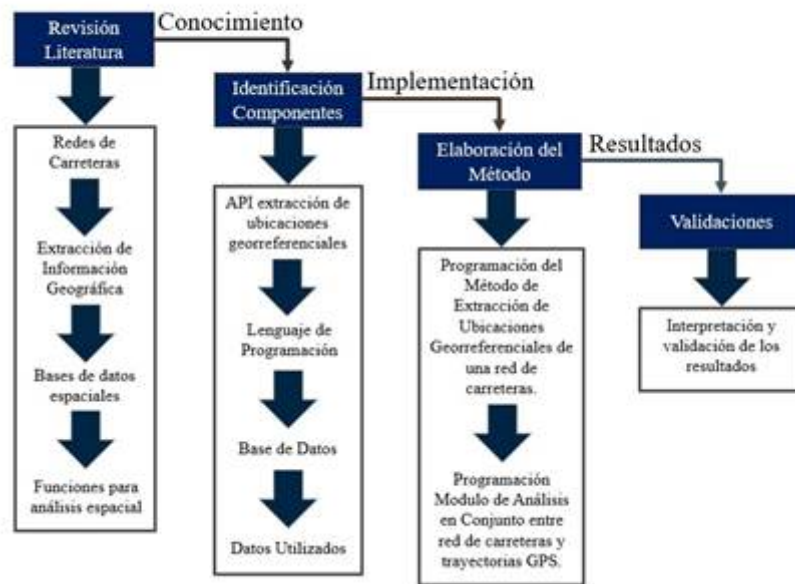 Revisión
Literatura
Conocimiento
Redes de
Carreteras
Extracción de
Información
Geográfica
Bases de datos
espaciales
Funciones para
análisis espacial
Identificación
Componentes
Implementación
API extracción de
ubicaciones
georreferenciales
Lenguaje de
Programación
Base de Datos
Datos Utilizados
Elaboración del
Método
Resultados
Programación del
Método de
Extracción de
Ubicaciones
Georreferenciales de
una red de
carreteras.
Programación
Modulo de Análisis
en Conjunto entre
red de carreteras y
trayectorias GPS.
Validaciones
Interpretación y
validación de los
resultados